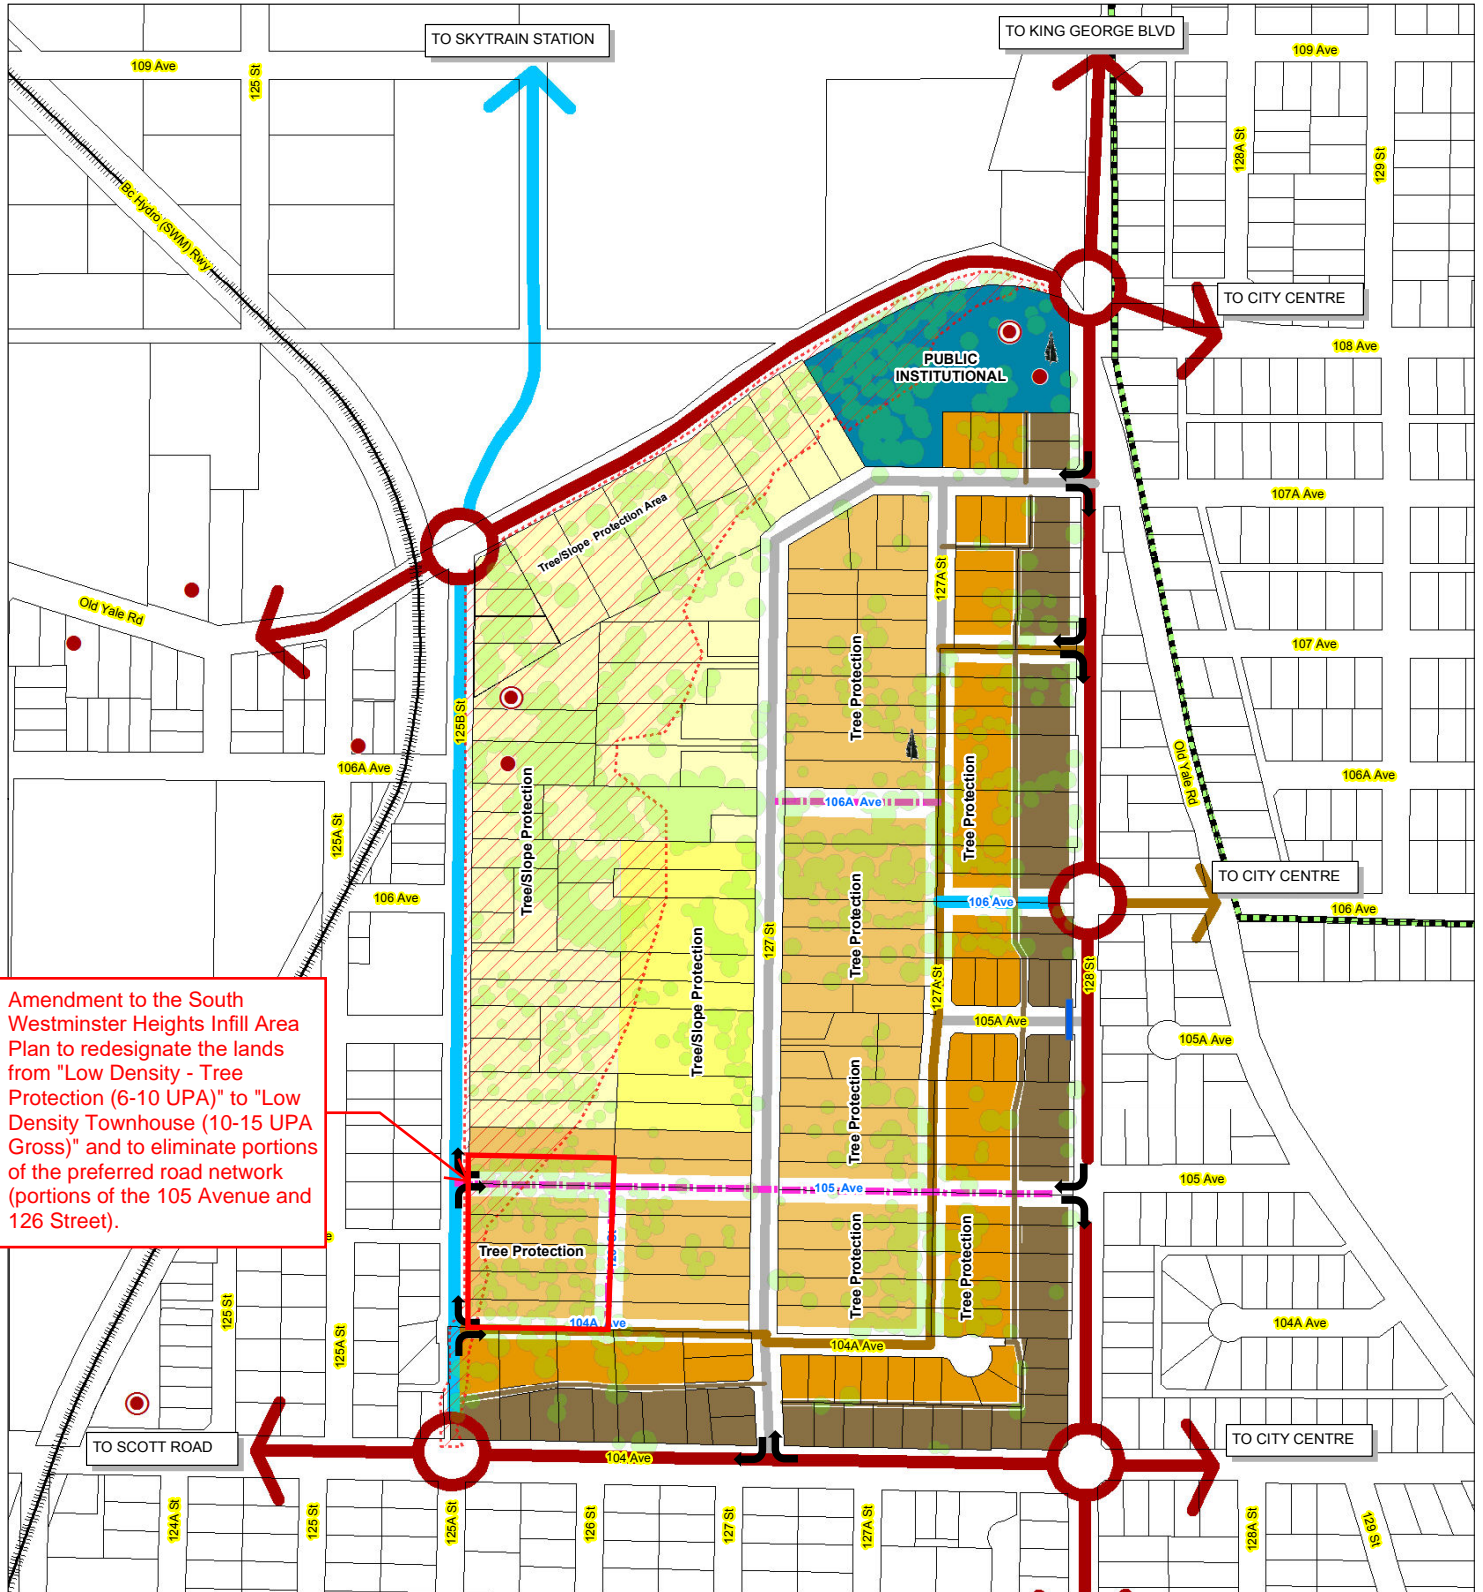 TO SKYTRAIN STATION
TO KING GEORGE BLVD
109 Ave
125 St
109 Ave
128A St
129 St
Bc Hydro (SWM) Rwy
TO CITY CENTRE
108 Ave
PUBLIC
INSTITUTIONAL
107A Ave
Tree/Slope Protection Area
127A St
Old Yale Rd
107 Ave
Tree Protection
125B St
Old Yale Rd
106A Ave
106A Ave
106A Ave
Tree Protection
125A St
Tree/Slope Protection
TO CITY CENTRE
106 Ave
106 Ave
106 Ave
Tree Protection
127 St
Tree/Slope Protection
127A St
128 St
Amendment to the South
Westminster Heights Infill Area
Plan to redesignate the lands
from "Low Density - Tree
Protection (6-10 UPA)" to "Low
Density Townhouse (10-15 UPA
Gross)" and to eliminate portions
of the preferred road network
(portions of the 105 Avenue and
126 Street).
105A Ave
105A Ave
Tree Protection
105 Ave
105 Ave
Tree Protection
Tree Protection
Tree Protection
125 St
125A St
104A Ave
104A Ave
104A Ave
TO SCOTT ROAD
104 Ave
TO CITY CENTRE
124A St
125 St
125A St
126 St
127 St
127A St
128A St
129 St